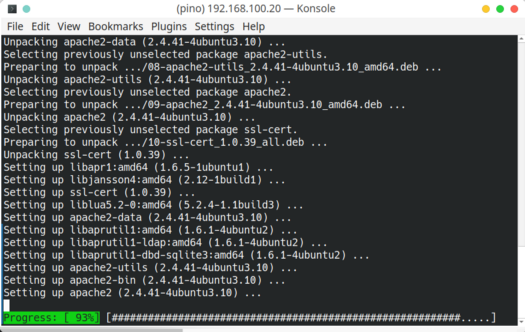 (pino) 192.168.100.20 — Konsole
File Edit View Bookmarks Plugins Settings Help
Unpacking apache2-data (2.4.41-4ubuntu3.10) ...
Selecting previously unselected package apache2-utils.
Preparing to unpack .../08-apache2-utils_2.4.41-4ubuntu3.10_amd64.deb ...
Unpacking apache2-utils (2.4.41-4ubuntu3.10) ...
Selecting previously unselected package apache2.
Preparing to unpack .../09-apache2_2.4.41-4ubuntu3.10_amd64.deb ...
Unpacking apache2 (2.4.41-4ubuntu3.10) ...
Selecting previously unselected package ssl-cert.
Preparing to unpack .../10-ssl-cert_1.0.39_all.deb ...
Unpacking ssl-cert (1.0.39) ...
Setting up libapr1:amd64 (1.6.5-1ubuntu1) ...
Setting up libjansson4:amd64 (2.12-1build1) ...
Setting up ssl-cert (1.0.39) ...
Setting up liblua5.2-0:amd64 (5.2.4-1.1build3) ...
Setting up apache2-data (2.4.41-4ubuntu3.10) ...
Setting up libaprutil1:amd64 (1.6.1-4ubuntu2) ...
Setting up libaprutil1-ldap:amd64 (1.6.1-4ubuntu2) ...
Setting up libaprutil1-dbd-sqlite3:amd64 (1.6.1-4ubuntu2) ...
Setting up apache2-utils (2.4.41-4ubuntu3.10) ...
Setting up apache2-bin (2.4.41-4ubuntu3.10) ...
Setting up apache2 (2.4.41-4ubuntu3.10) ...
Progress: [ 93%] [##########################################################.....]